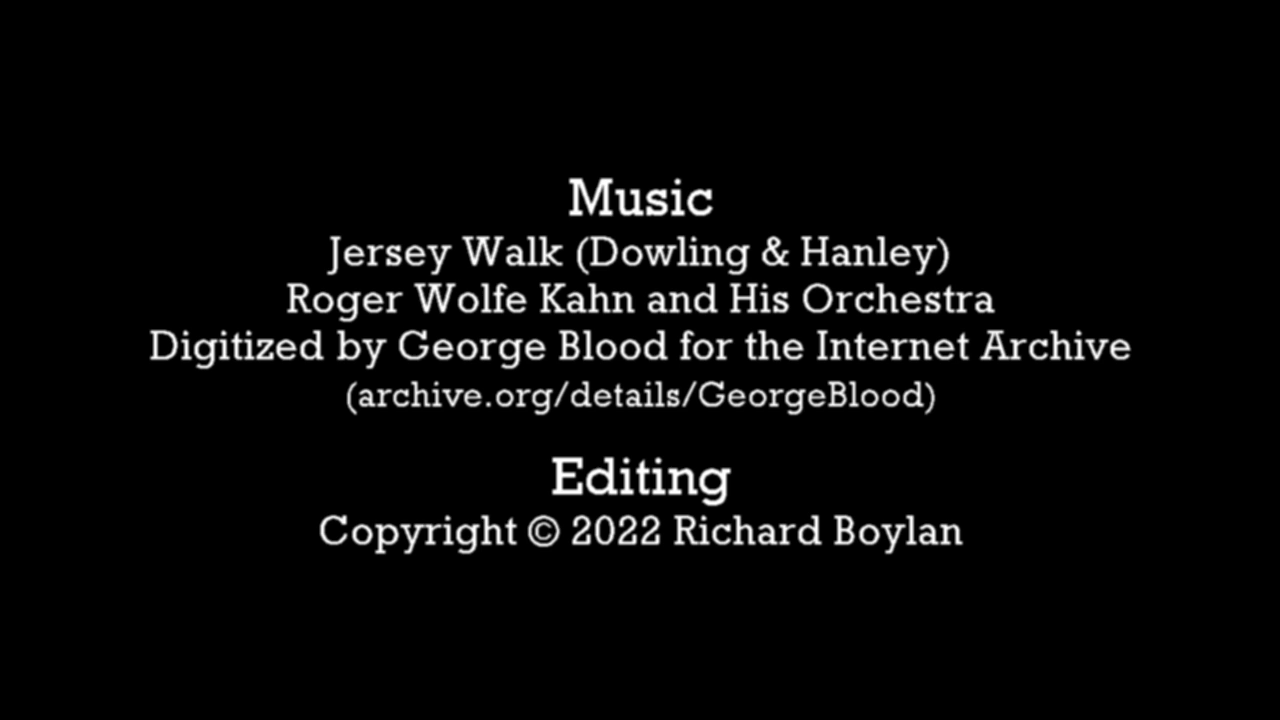 Music
Jersey Walk (Dowling & Hanley)
Roger Wolfe Kahn and His Orchestra
Digitized by George Blood for the Internet Archive
(archive.org/details/GeorgeBlood)
Editing
Copyright © 2022 Richard Boylan